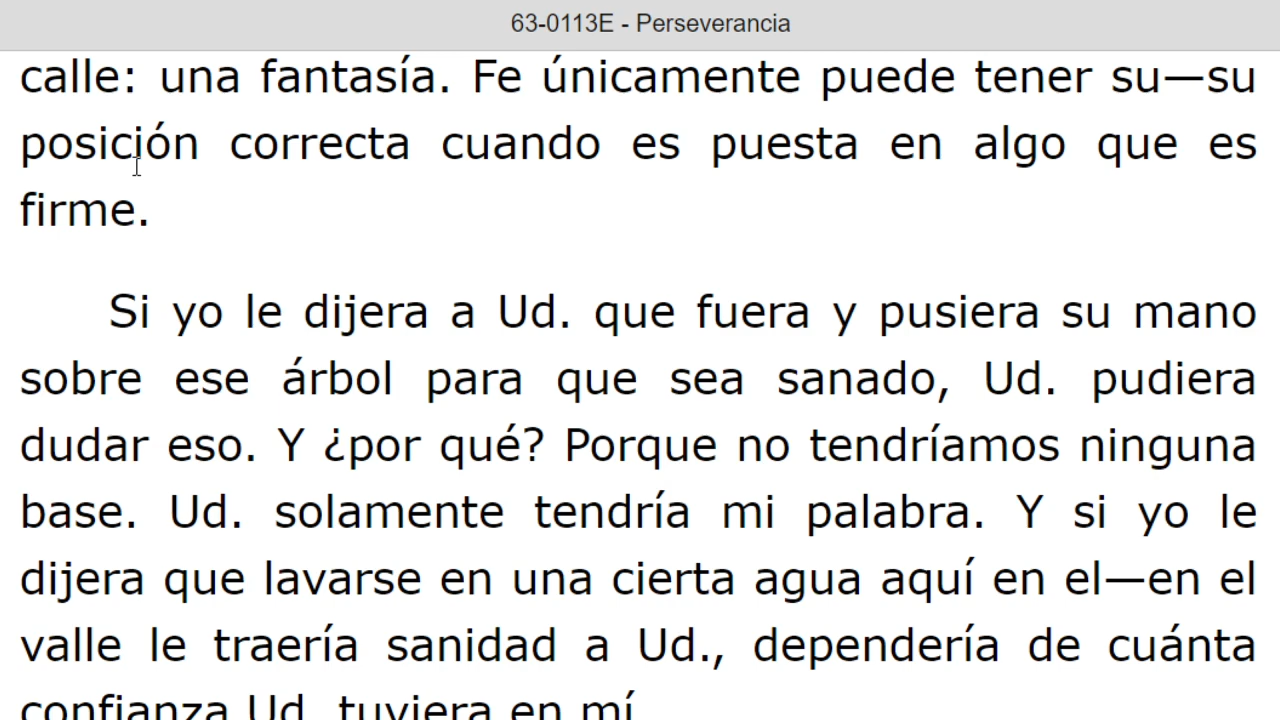 63-0113E - Perseverancia
calle: una fantasía. Fe únicamente puede tener su—su
posición correcta cuando es puesta en algo que es
firme.
Si yo le dijera a Ud. que fuera y pusiera su mano
sobre ese árbol para que sea sanado, Ud. pudiera
dudar eso. Y ¿por qué? Porque no tendríamos ninguna
base. Ud. solamente tendría mi palabra. Y si yo le
dijera que lavarse en una cierta agua aquí en el—en el
valle le traería sanidad a Ud., dependería de cuánta
confianza Ud. tuviera en mí